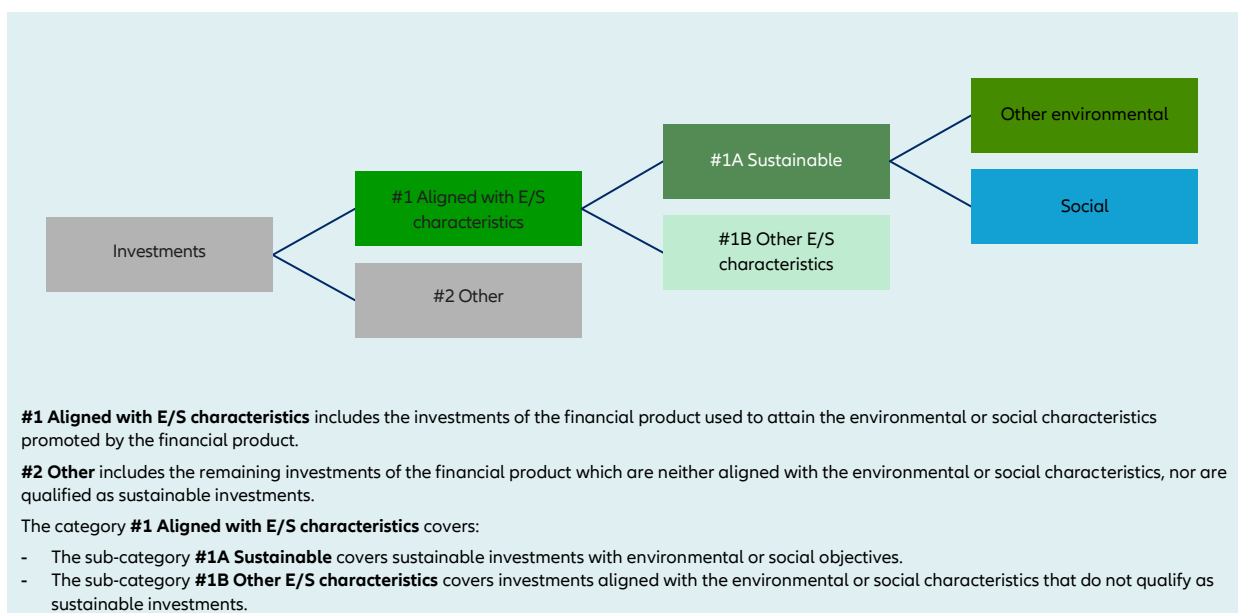 Other environmental
#1A Sustainable
#1 Aligned with E/S
characteristics
Social
Investments
#1B Other E/S
characteristics
#2 Other
#1 Aligned with E/S characteristics includes the investments of the financial product used to attain the environmental or social characteristics
promoted by the financial product.
#2 Other includes the remaining investments of the financial product which are neither aligned with the environmental or social characteristics, nor are
qualified as sustainable investments.
The category #1 Aligned with E/S characteristics covers:
- The sub-category #1A Sustainable covers sustainable investments with environmental or social objectives.
- The sub-category #1B Other E/S characteristics covers investments aligned with the environmental or social characteristics that do not qualify as
sustainable investments.